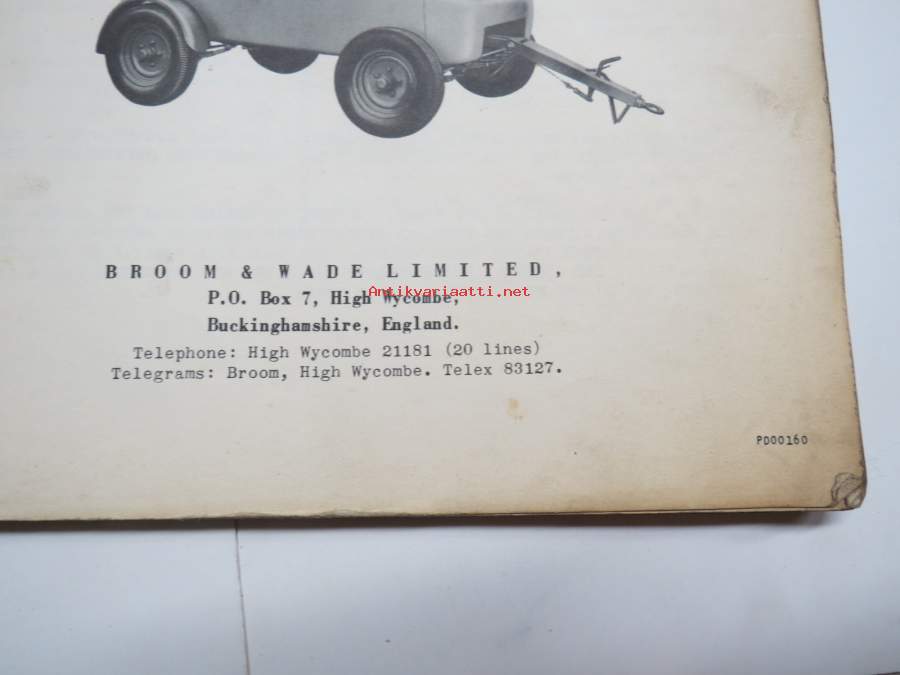 BROOM & WADE LIMITED,
Antikvariaatti.net
P.O. Box 7, High Wycombe,
Buckinghamshire, England.
Telephone: High Wycombe 21181 (20 lines)
Telegrams: Broom, High Wycombe. Telex 83127.
PD00160